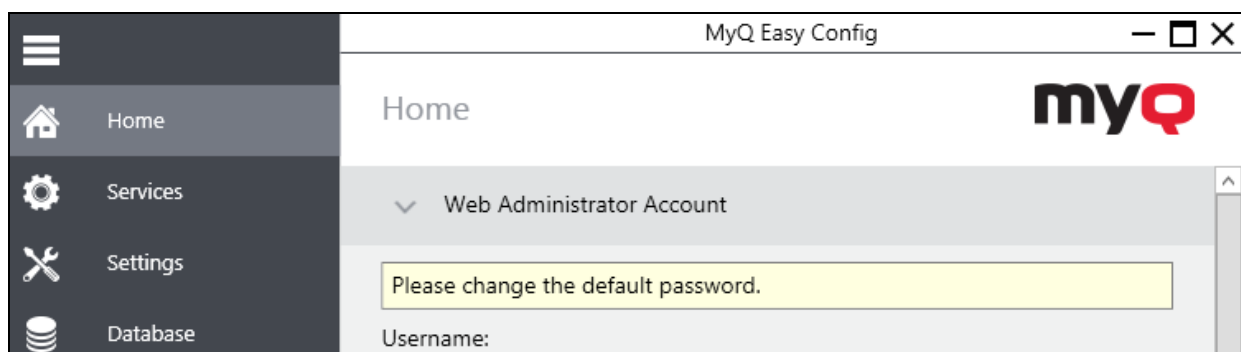 MyQ Easy Config
Home
Services
Settings
Database
Home
myQ
Web Administrator Account
Please change the default password.
Username: